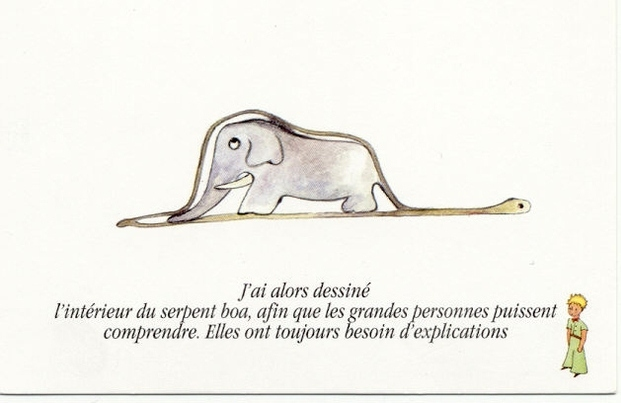 J'ai alors dessiné
l'intérieur du serpent boa, afin que les grandes personnes puissent
comprendre. Elles ont toujours besoin d'explications